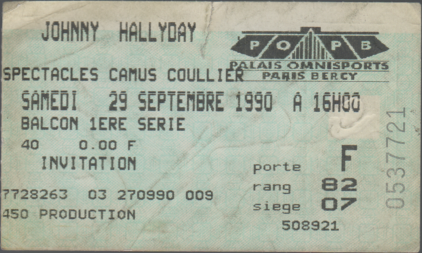 JOHNNY HALLYDAY
POPB
PALAIS OMNISPORTS
PARIS BERCY
SPECTACLES CAMUS COULLIER
SAMEDI 29 SEPTEMBRE 1990 A 16H00
BALCON 1ERE SERIE
40 0.00 F
INVITATION
porte F
rang 82
siege 07
7728263 03 270990 009
450 PRODUCTION
508921
0537721